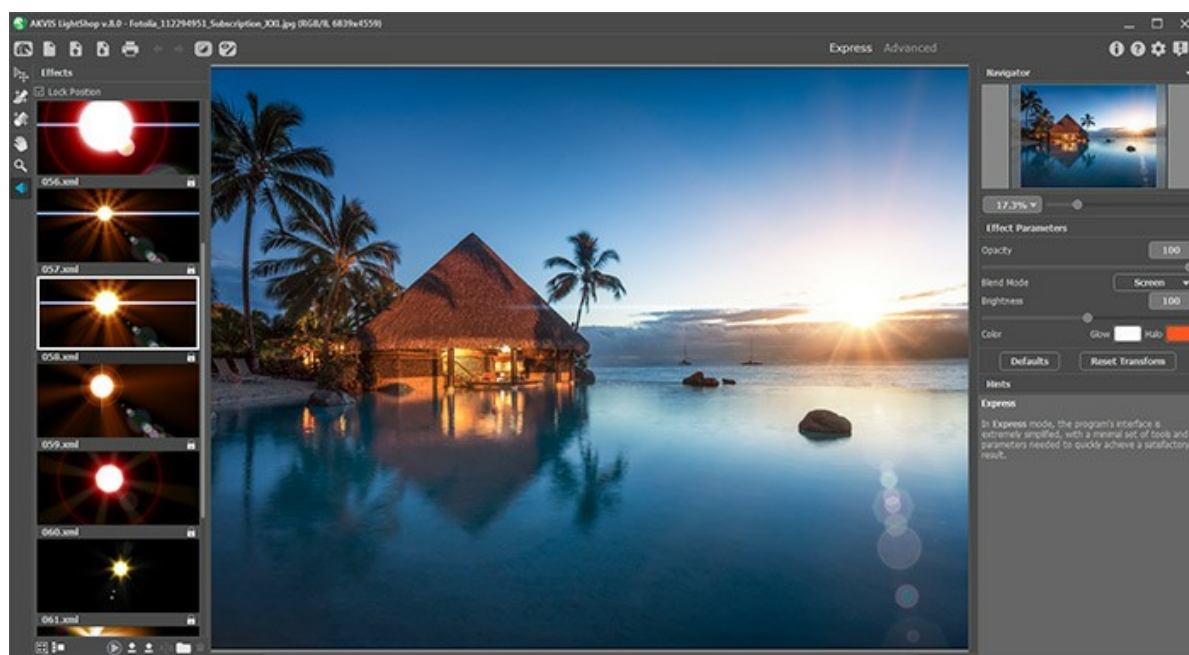 AKVIS LightShop v.8.0 - Fotolia_112294951_Subscription_XXL.jpg (RGB/8, 6839x4559)
Express Advanced
Effects
Lock Position
056.xml
057.xml
058.xml
059.xml
060.xml
061.xml
Navigator
17.3%
Effect Parameters
Opacity 100
Blend Mode Screen
Brightness 100
Color Glow Halo
Defaults Reset Transform
Hints
Express
In Express mode, the program's interface is
extremely simplified, with a minimal set of tools and
parameters needed to quickly achieve a satisfactory
result.